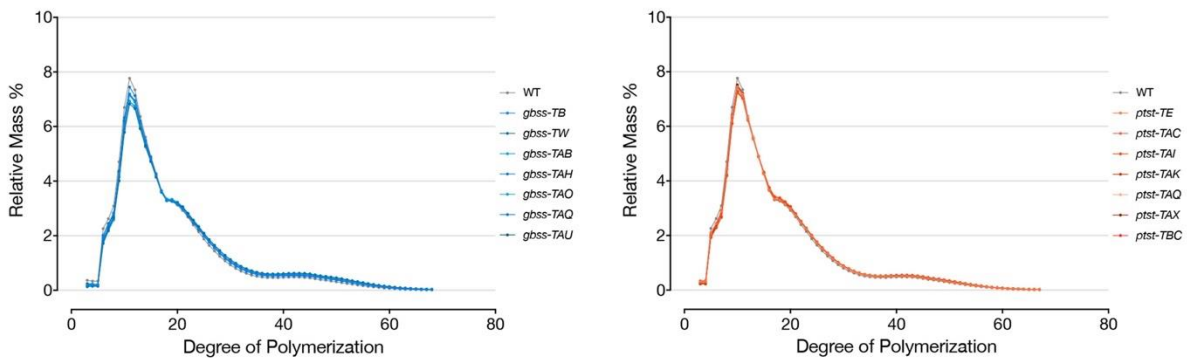 10
8
6
4
2
0
Relative Mass %
0 20 40 60 80
Degree of Polymerization
WT
gbss-TB
gbss-TW
gbss-TAB
gbss-TAH
gbss-TAO
gbss-TAQ
gbss-TAU
10
8
6
4
2
0
Relative Mass %
0 20 40 60 80
Degree of Polymerization
WT
ptst-TE
ptst-TAC
ptst-TAI
ptst-TAK
ptst-TAQ
ptst-TAX
ptst-TBC